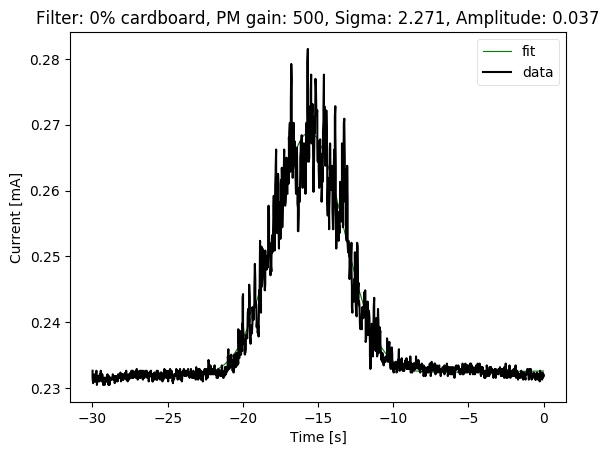 Filter: 0% cardboard, PM gain: 500, Sigma: 2.271, Amplitude: 0.037
fit
data
0.28
0.27
0.26
0.25
0.24
0.23
Current [mA]
−30 −25 −20 −15 −10 −5 0
Time [s]